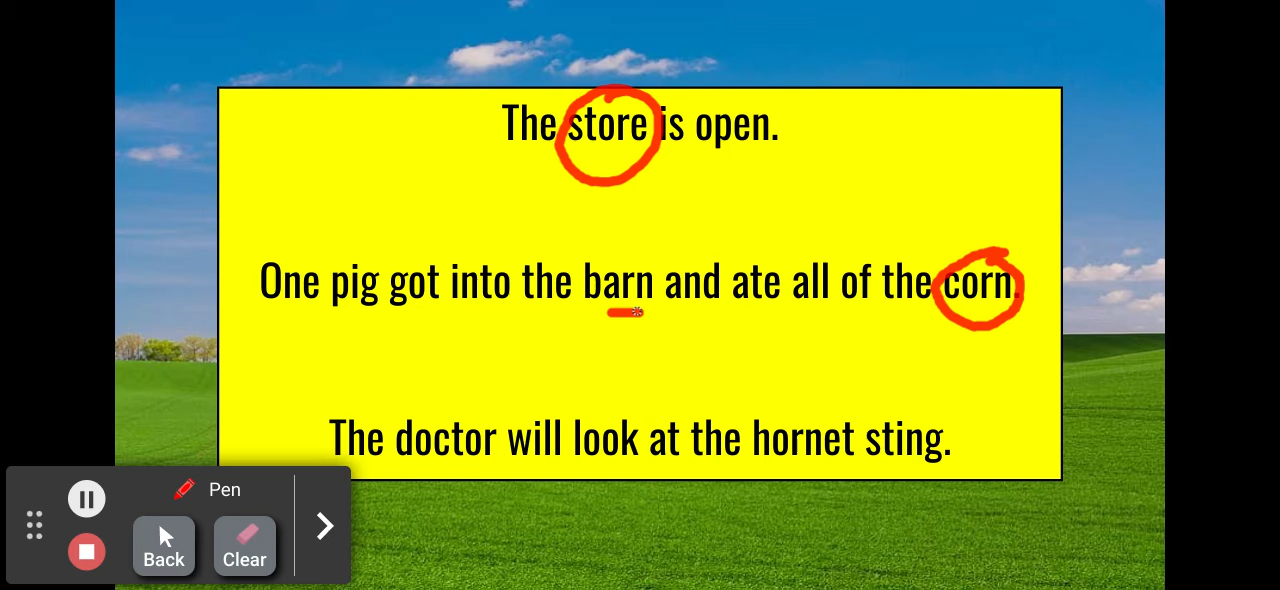 The store is open.
One pig got into the barn and ate all of the corn.
The doctor will look at the hornet sting.
Pen
Back
Clear